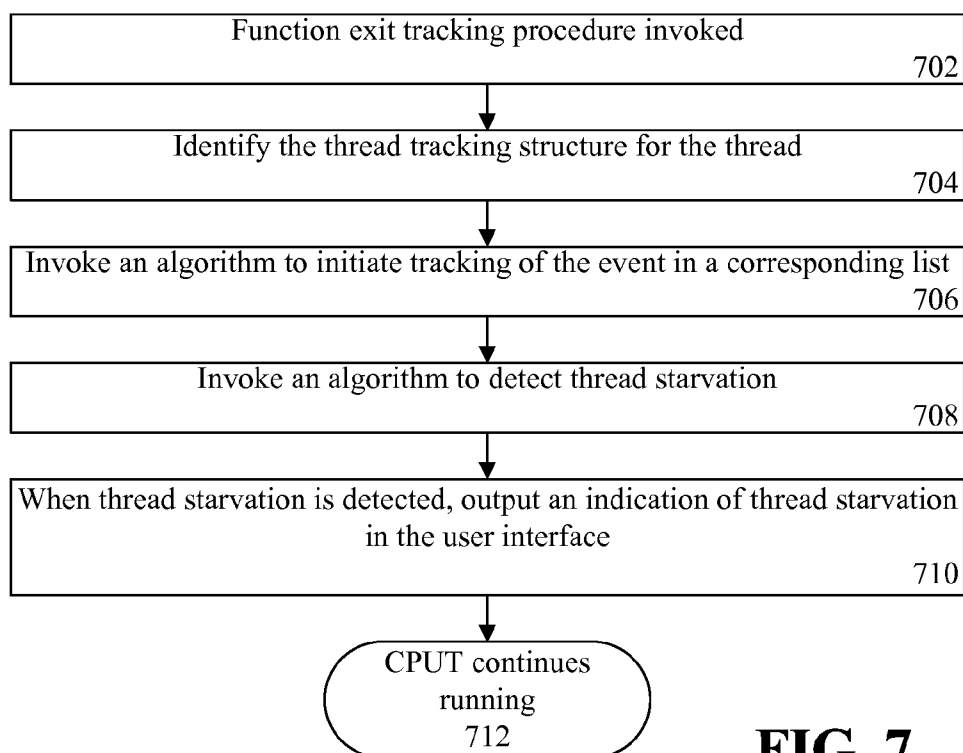 Function exit tracking procedure invoked
702
Identify the thread tracking structure for the thread
704
Invoke an algorithm to initiate tracking of the event in a corresponding list
706
Invoke an algorithm to detect thread starvation
708
When thread starvation is detected, output an indication of thread starvation
in the user interface
710
CPUT continues
running
712
FIG. 7